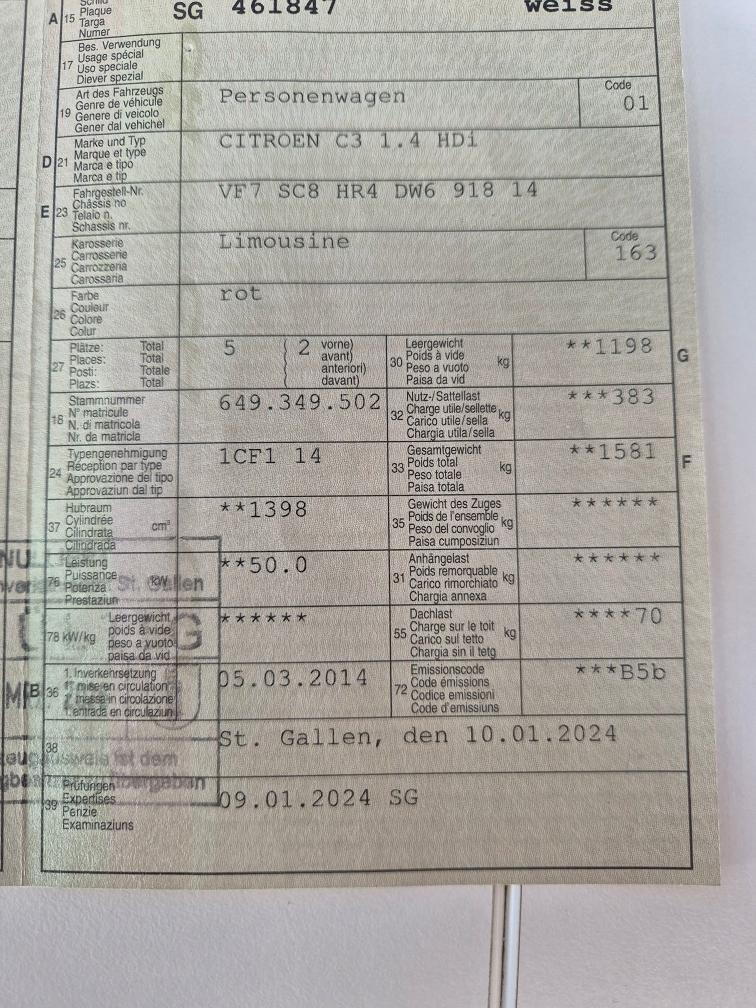 Schild
A 15 Plaque SG 461847 weiss
Targa
Numer
Bes. Verwendung
17 Usage spécial
Uso speciale
Diever spezial
Art des Fahrzeugs
19 Genre de véhicule Personenwagen Code 01
Genere di veicolo
Gener dal vehichel
Marke und Typ
D 21 Marque et type CITROEN C3 1.4 HDi
Marca e tipo
Marca e tip
Fahrgestell-Nr.
E 23 Châssis no VF7 SC8 HR4 DW6 918 14
Telaio n.
Schassis nr.
Karosserie
25 Carrosserie Limousine Code 163
Carrozzeria
Carossaria
Farbe
26 Couleur rot
Colore
Colur
27 Plätze: Total 5 ( 2 vorne)
Places: Total avant)
Posti: Totale anteriori)
Plazs: Total davant)
30 Leergewicht kg **1198 G
Poids à vide
Peso a vuoto
Paisa da vid
18 Stammnummer 649.349.502
N° matricule
N. di matricola
Nr. da matricla
32 Nutz-/Sattellast kg ***383
Charge utile/sellette
Carico utile/sella
Chargia utila/sella
24 Typengenehmigung 1CF1 14
Réception par type
Approvazione del tipo
Approvaziun dal tip
33 Gesamtgewicht kg **1581 F
Poids total
Peso totale
Paisa totala
37 Hubraum cm³ **1398
Cylindrée
Cilindrata
Cilindrada
35 Gewicht des Zuges kg ******
Poids de l'ensemble
Peso del convoglio
Paisa cumposiziun
76 Leistung kW **50.0
Puissance
Potenza
Prestaziun
31 Anhängelast kg ******
Poids remorquable
Carico rimorchiato
Chargia annexa
78 kW/kg Leergewicht ******
poids à vide
peso a vuoto
paisa da vid
55 Dachlast kg ****70
Charge sur le toit
Carico sul tetto
Chargia sin il tetg
B 36 1. Inverkehrsetzung 05.03.2014
1re mise en circulation
1. messa in circolazione
1. entrada en circulaziun
72 Emissionscode ***B5b
Code émissions
Codice emissioni
Code d'emissiuns
38 St. Gallen, den 10.01.2024
39 Prüfungen 09.01.2024 SG
Expertises
Perizie
Examinaziuns
St. Gallen
ausweis ist dem
übergeben